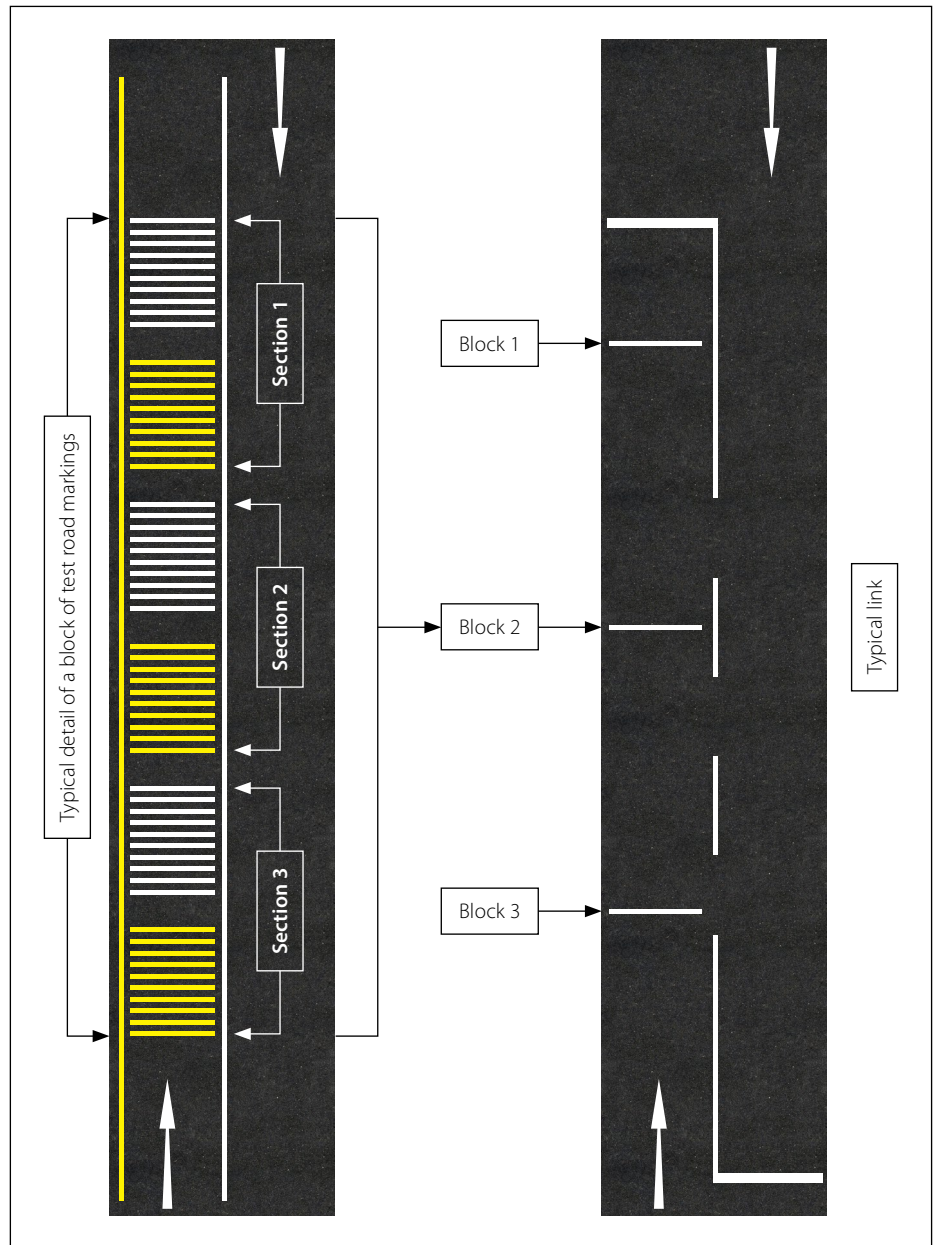 Typical detail of a block of test road markings
Section 1
Section 2
Section 3
Block 1
Block 2
Block 3
Typical link